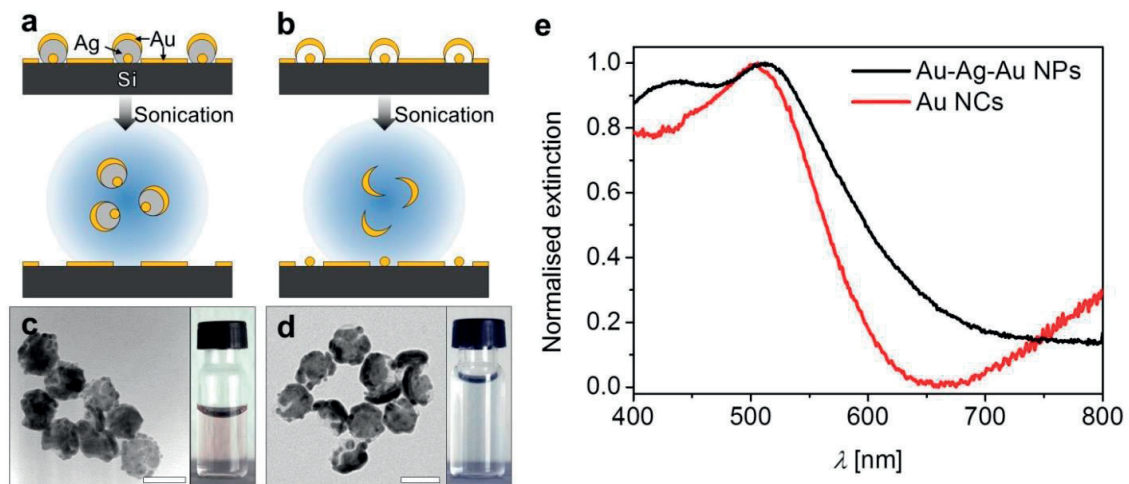 a
Ag
Au
Si
Sonication
b
Sonication
c
d
e
Normalised extinction
1.0
0.8
0.6
0.4
0.2
0.0
Au-Ag-Au NPs
Au NCs
400
500
600
700
800
λ [nm]